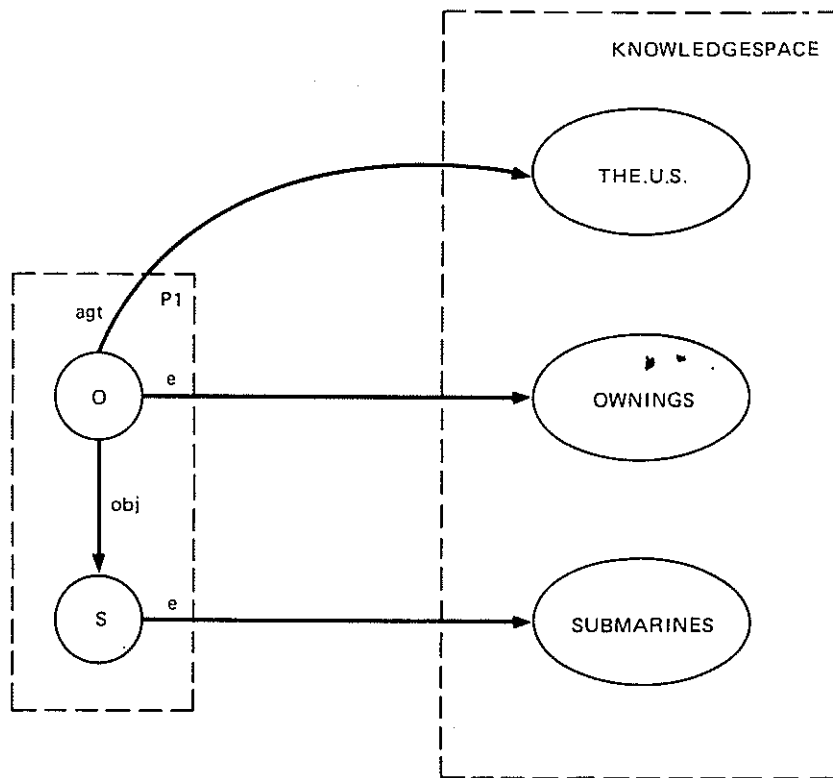 KNOWLEDGESPACE
THE.U.S.
P1
agt
O
e
OWNINGS
obj
S
e
SUBMARINES